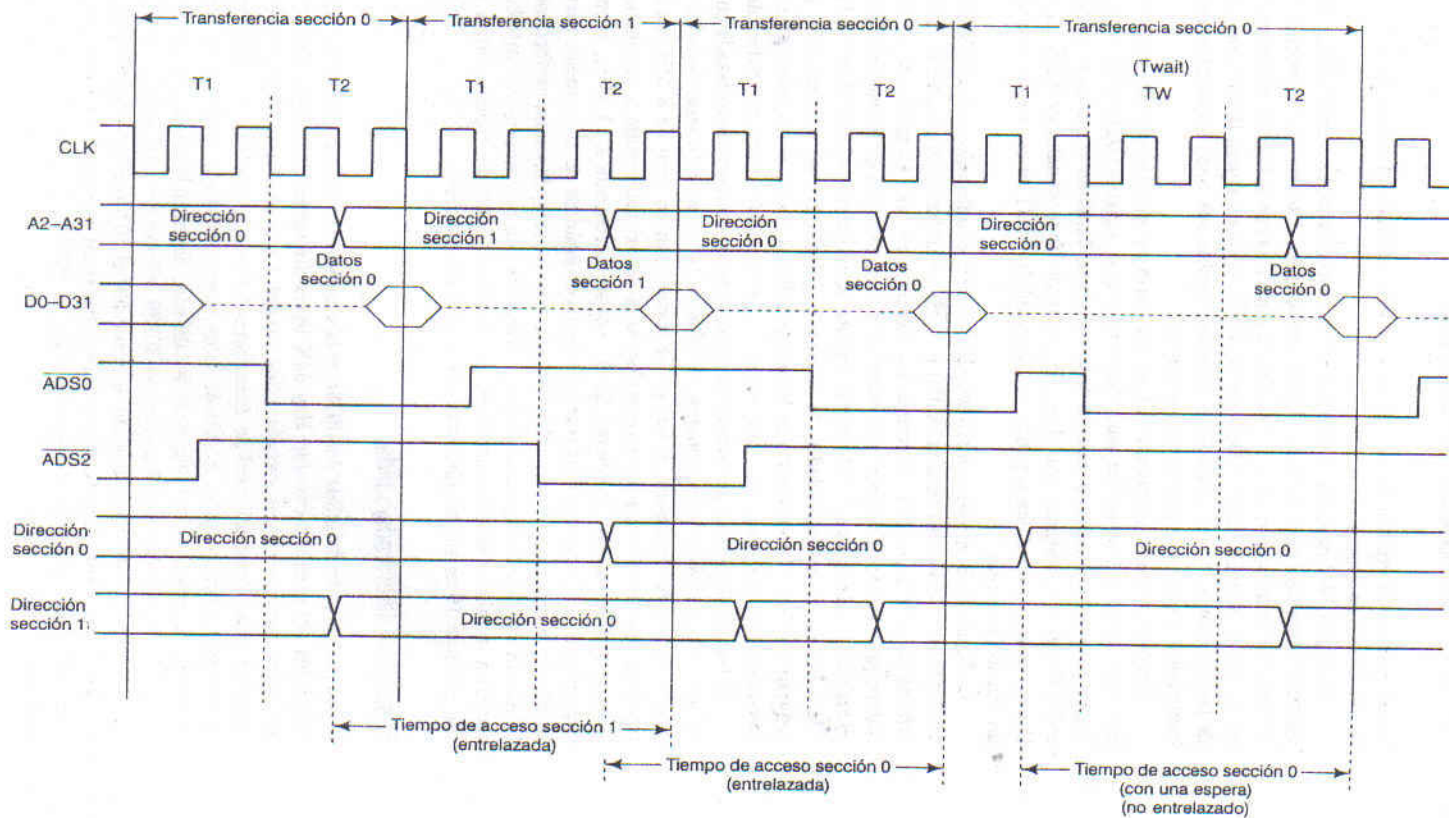 Transferencia sección 0
Transferencia sección 1
Transferencia sección 0
Transferencia sección 0
(Twait)
T1
T2
T1
T2
T1
T2
T1
TW
T2
CLK
A2–A31
Dirección
sección 0
Dirección
sección 1
Dirección
sección 0
Dirección
sección 0
Datos
sección 0
Datos
sección 1
Datos
sección 0
Datos
sección 0
D0–D31
ADS0
ADS2
Dirección
sección 0
Dirección sección 0
Dirección sección 0
Dirección sección 0
Dirección
sección 1
Dirección sección 0
Tiempo de acceso sección 1
(entrelazada)
Tiempo de acceso sección 0
(entrelazada)
Tiempo de acceso sección 0
(con una espera)
(no entrelazado)